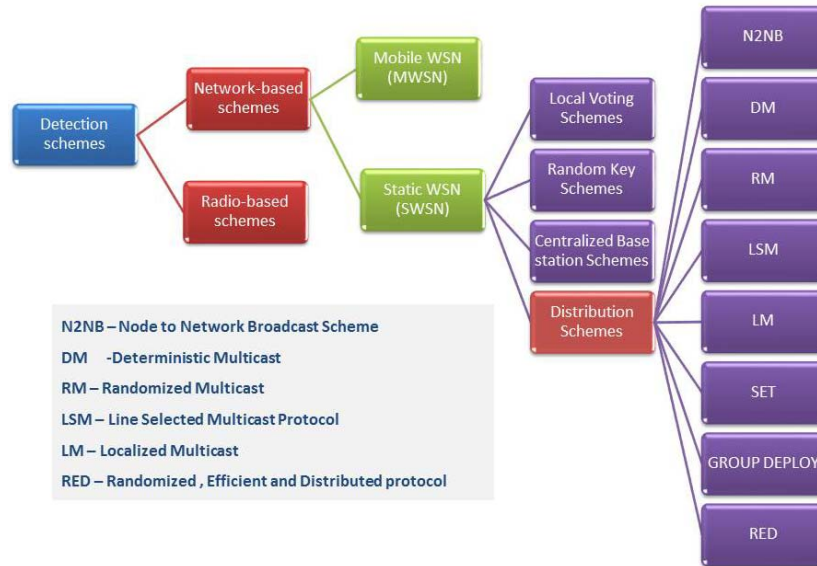 Detection
schemes
Network-based
schemes
Radio-based
schemes
Mobile WSN
(MWSN)
Static WSN
(SWSN)
Local Voting
Schemes
Random Key
Schemes
Centralized Base
station Schemes
Distribution
Schemes
N2NB
DM
RM
LSM
LM
SET
GROUP DEPLOY
RED
N2NB – Node to Network Broadcast Scheme
DM -Deterministic Multicast
RM – Randomized Multicast
LSM – Line Selected Multicast Protocol
LM – Localized Multicast
RED – Randomized , Efficient and Distributed protocol